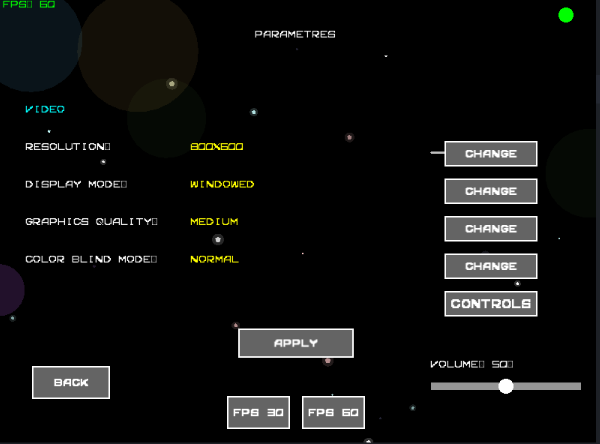 FPS▯ 60
PARAMETRES
VIDEO
RESOLUTION▯ 800X600 CHANGE
DISPLAY MODE▯ WINDOWED CHANGE
GRAPHICS QUALITY▯ MEDIUM CHANGE
COLOR BLIND MODE▯ NORMAL CHANGE
CONTROLS
APPLY
VOLUME▯ 50▯
BACK
FPS 30 FPS 60